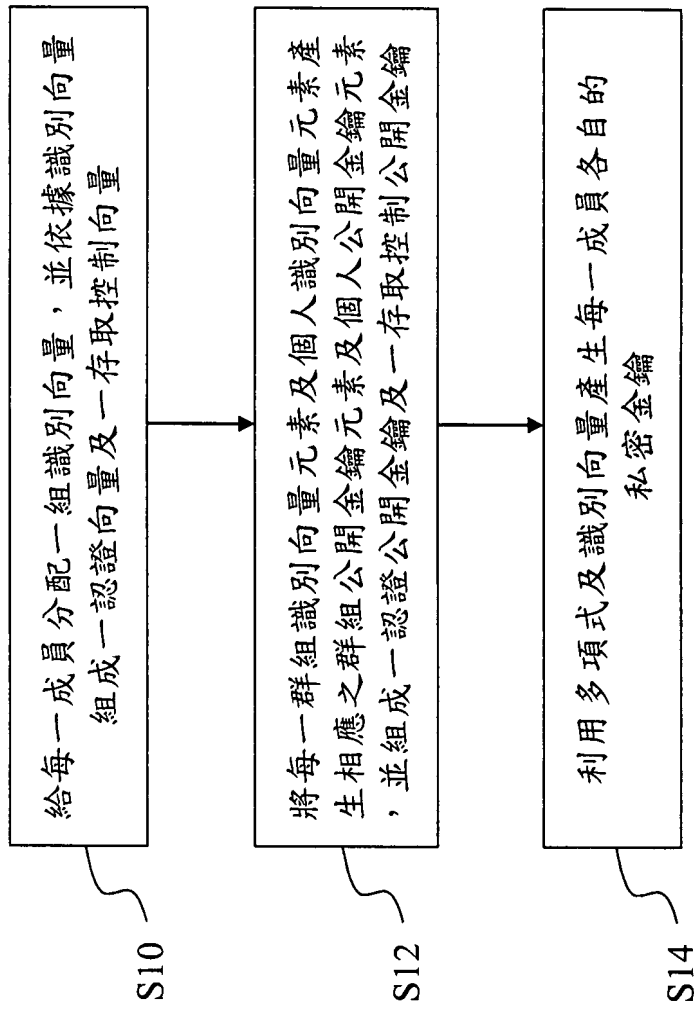 給每一成員分配一組識別向量，並依據識別向量
組成一認證向量及一存取控制向量
S10
將每一群組識別向量元素及個人識別向量元素產
生相應之群組公開金鑰元素及個人公開金鑰元素
，並組成一認證公開金鑰及一存取控制公開金鑰
S12
利用多項式及識別向量產生每一成員各自的
私密金鑰
S14